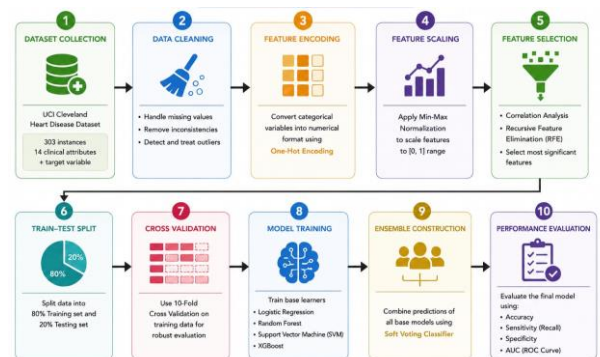 1
DATASET COLLECTION
UCI Cleveland
Heart Disease Dataset
303 instances
14 clinical attributes
+ target variable
2
DATA CLEANING
• Handle missing values
• Remove inconsistencies
• Detect and treat outliers
3
FEATURE ENCODING
Convert categorical
variables into numerical
format using
One-Hot Encoding
4
FEATURE SCALING
Apply Min-Max
Normalization
to scale features
to [0, 1] range
5
FEATURE SELECTION
• Correlation Analysis
• Recursive Feature
Elimination (RFE)
• Select most significant
features
6
TRAIN-TEST SPLIT
20%
80%
Split data into
80% Training set and
20% Testing set
7
CROSS VALIDATION
Use 10-Fold
Cross Validation on
training data for
robust evaluation
8
MODEL TRAINING
Train base learners
• Logistic Regression
• Random Forest
• Support Vector Machine (SVM)
• XGBoost
9
ENSEMBLE CONSTRUCTION
Combine predictions of
all base models using
Soft Voting Classifier
10
PERFORMANCE EVALUATION
Evaluate the final model
using:
• Accuracy
• Sensitivity (Recall)
• Specificity
• AUC (ROC Curve)